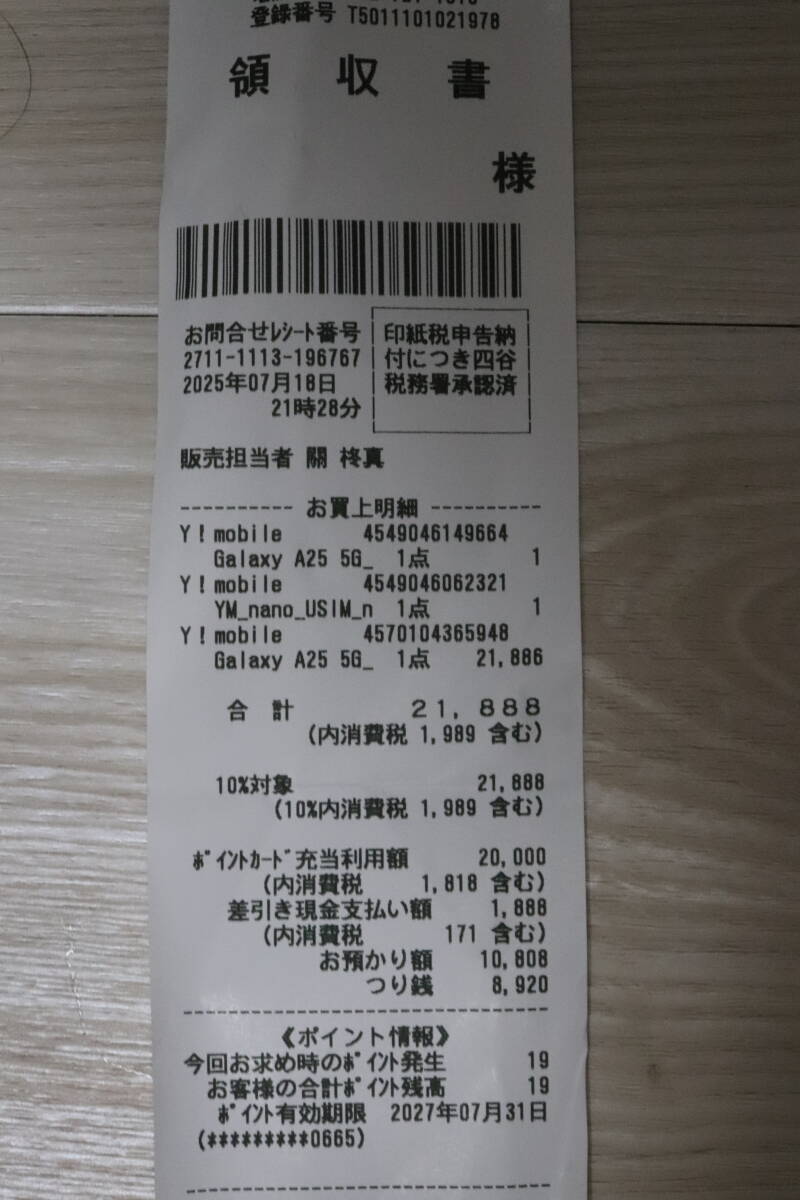 登録番号 T5011101021978
領 収 書
様
お問合せﾚｼｰﾄ番号
2711-1113-196767
2025年07月18日
21時28分
印紙税申告納
付につき四谷
税務署承認済
販売担当者 關 柊真
---------- お買上明細 ----------
Y!mobile 4549046149664
Galaxy A25 5G_ 1点 1
Y!mobile 4549046062321
YM_nano_USIM_n 1点 1
Y!mobile 4570104365948
Galaxy A25 5G_ 1点 21,886
合 計 21,888
(内消費税 1,989 含む)
10%対象 21,888
(10%内消費税 1,989 含む)
ﾎﾟｲﾝﾄｶｰﾄﾞ充当利用額 20,000
(内消費税 1,818 含む)
差引き現金支払い額 1,888
(内消費税 171 含む)
お預かり額 10,808
つり銭 8,920
《ポイント情報》
今回お求め時のﾎﾟｲﾝﾄ発生 19
お客様の合計ﾎﾟｲﾝﾄ残高 19
ﾎﾟｲﾝﾄ有効期限 2027年07月31日
(*********0665)